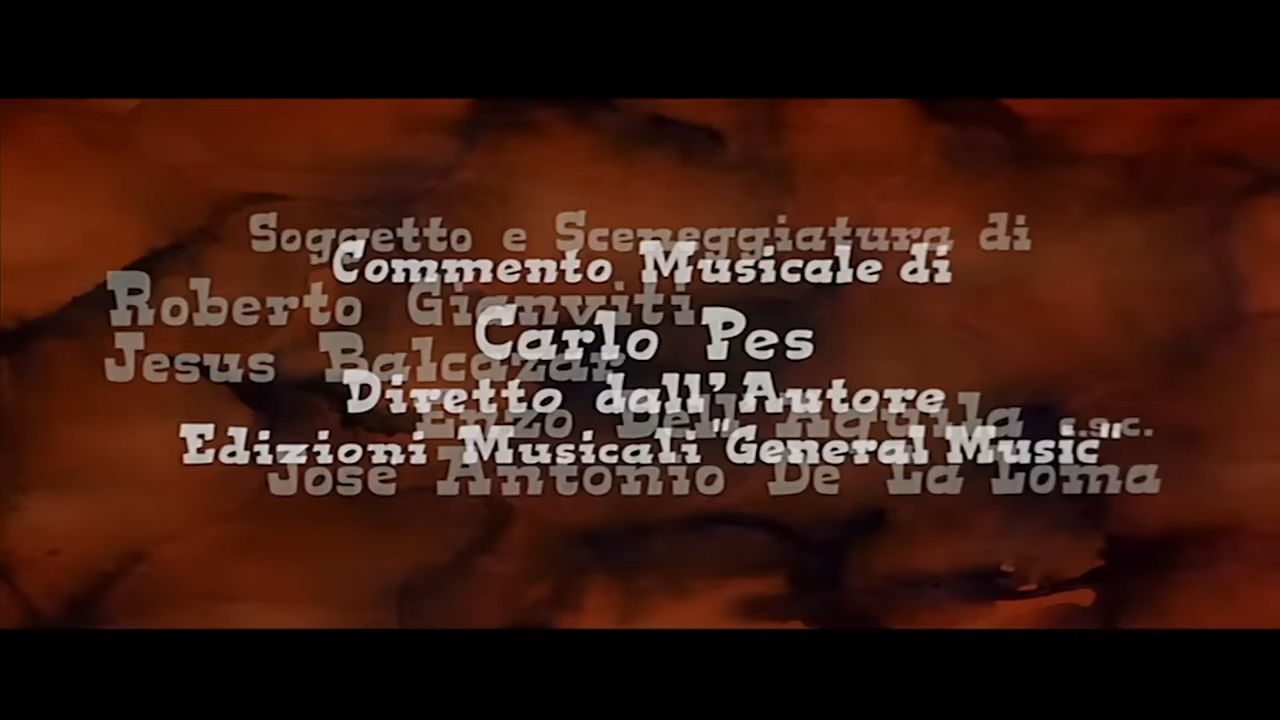 Soggetto e Sceneggiatura di
Commento Musicale di
Roberto Gianviti
Carlo Pes
Jesus Balcazar
Diretto dall'Autore
Enzo Dell'Aquila c.s.c.
Edizioni Musicali "General Music"
Josè Antonio De La Loma